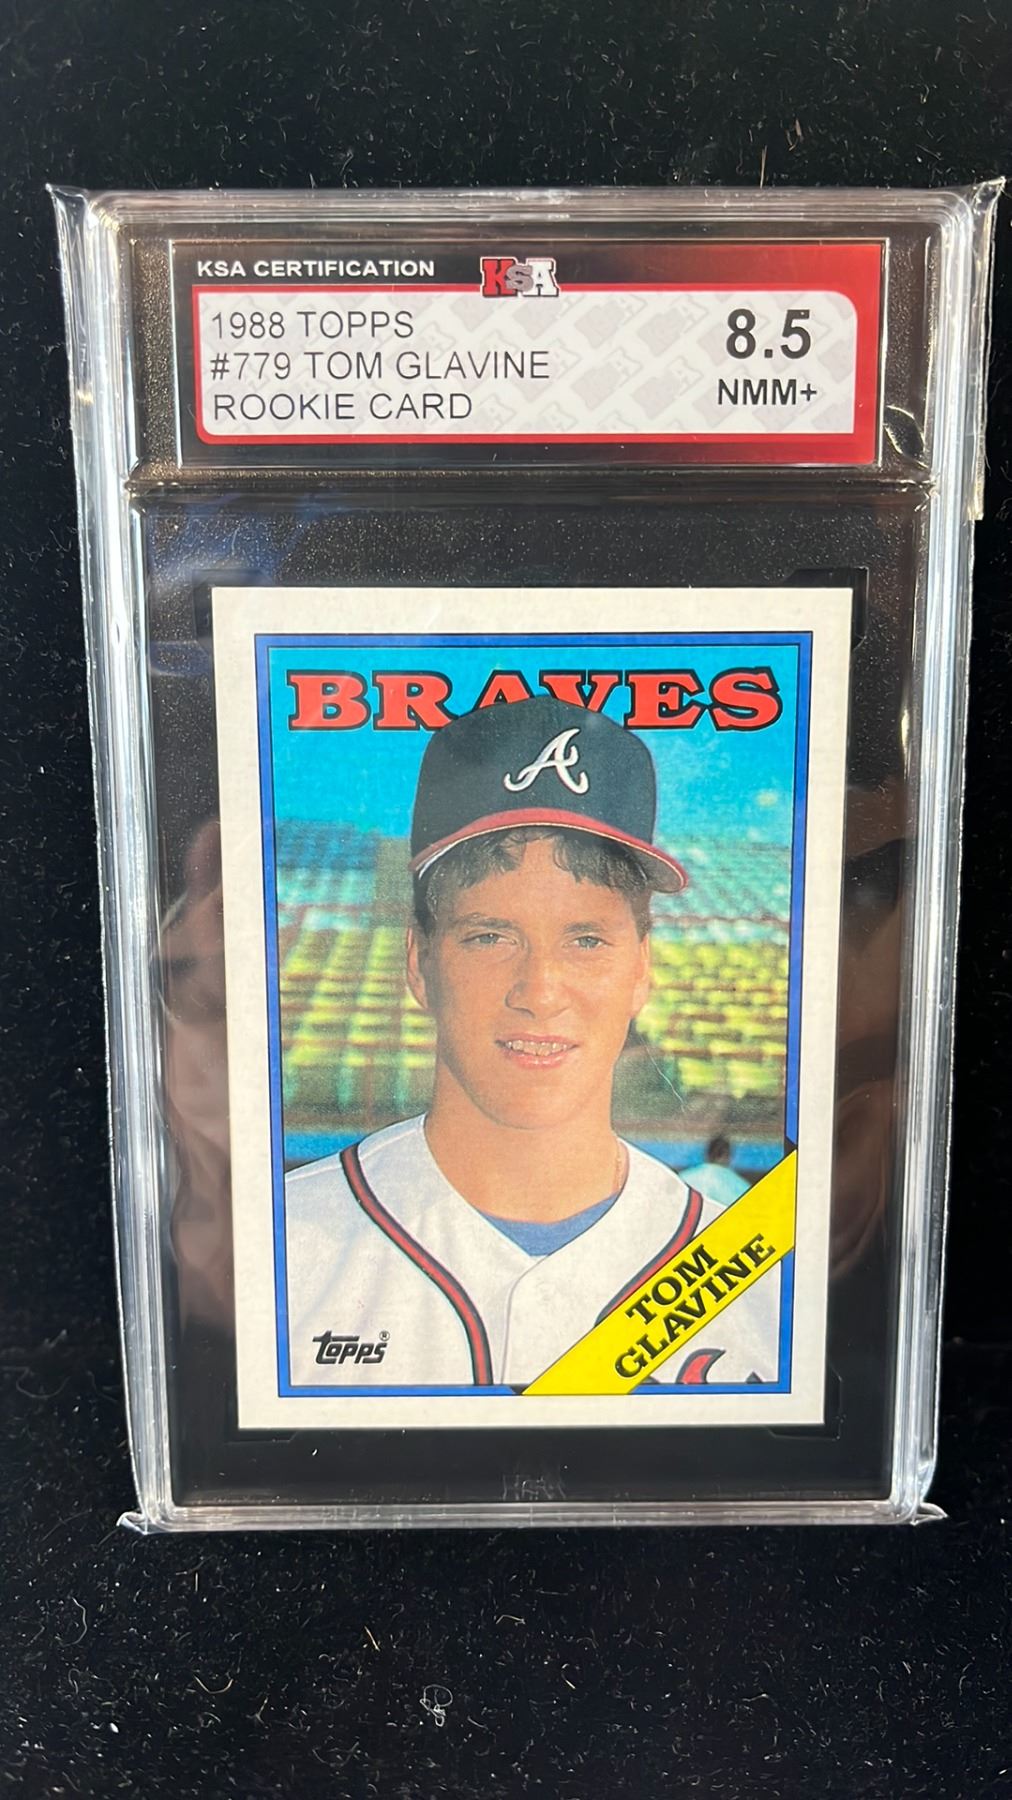 KSA CERTIFICATION
KSA
1988 TOPPS
#779 TOM GLAVINE
ROOKIE CARD
8.5
NMM+
BRAVES
A
TOM
GLAVINE
TOPPS®